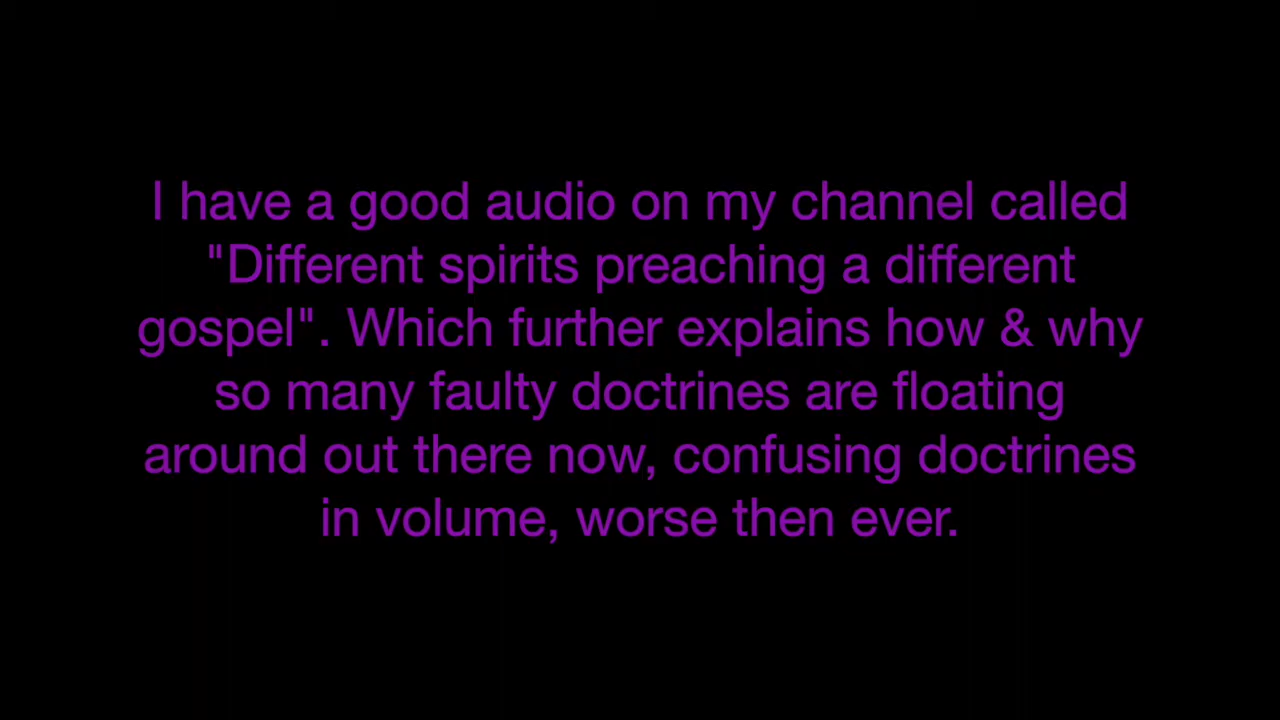 I have a good audio on my channel called
"Different spirits preaching a different
gospel". Which further explains how & why
so many faulty doctrines are floating
around out there now, confusing doctrines
in volume, worse then ever.